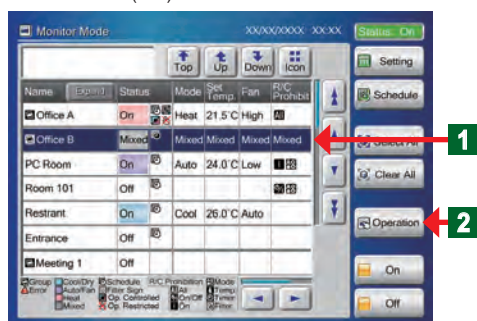 Monitor Mode XX/XX/XXXX XX:XX Status: On
Top Up Down Icon
Setting
Name Expand Status Mode Set Temp. Fan R/C Prohibit
Schedule
Office A On Heat 21.5°C High All
Office B Mixed Mixed Mixed Mixed Mixed
Select All
1
PC Room On Auto 24.0°C Low
Clear All
Room 101 Off
Restrant On Cool 26.0°C Auto
Operation
2
Entrance Off
Meeting 1 Off
On
Group Cool/Dry Schedule R/C Prohibition Mode
Error Auto/Fan Filter Sign All Temp.
Heat Op. Controlled On/Off Timer
Mixed Op. Restricted On Filter
Off